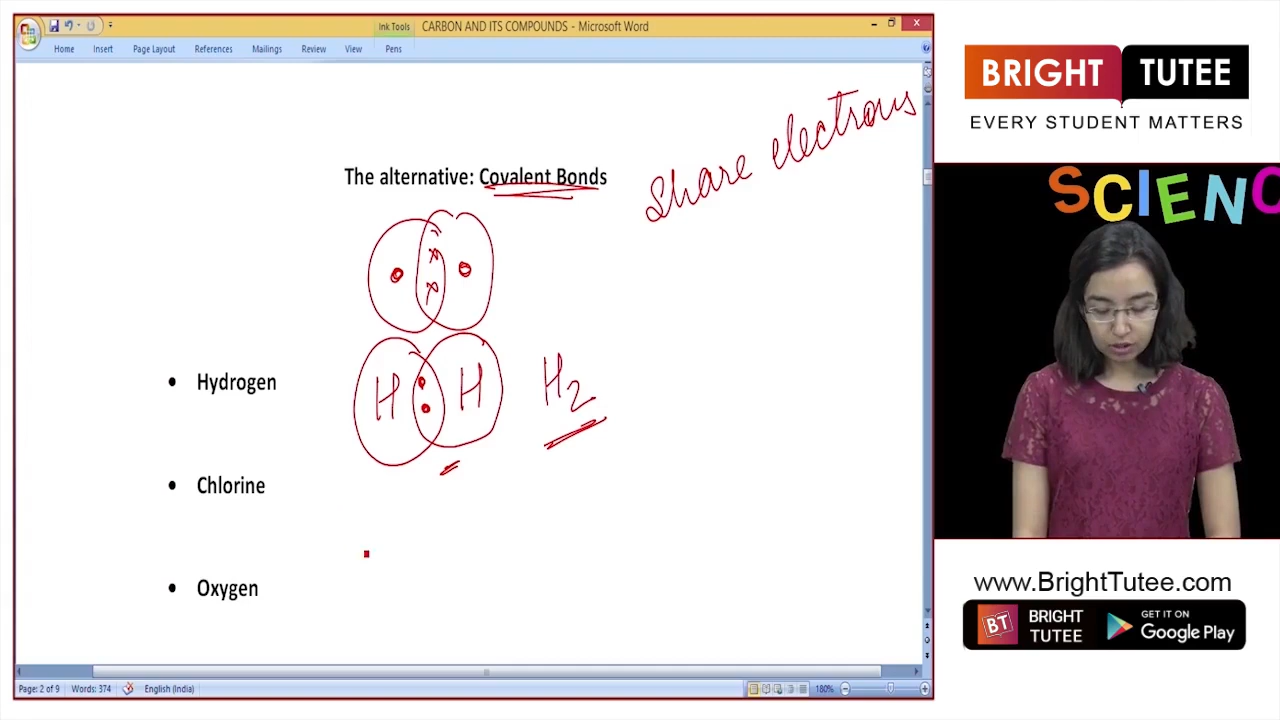 Ink Tools
CARBON AND ITS COMPOUNDS - Microsoft Word
Home Insert Page Layout References Mailings Review View Pens
BRIGHT TUTEE
EVERY STUDENT MATTERS
share electrons
The alternative: Covalent Bonds
SCIENC
• Hydrogen
H H H2
• Chlorine
• Oxygen
www.BrightTutee.com
BT BRIGHT TUTEE
GET IT ON Google Play
Page: 2 of 9 Words: 374 English (India) 180%